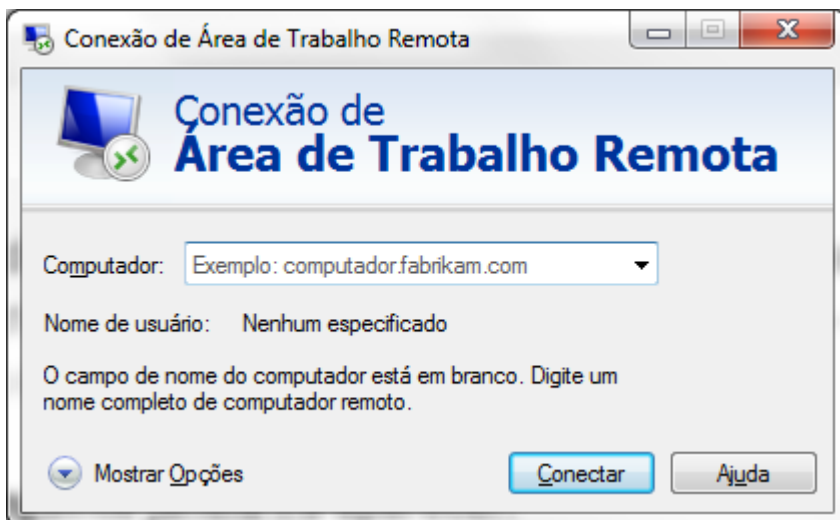 Conexão de Área de Trabalho Remota
Conexão de
Área de Trabalho Remota
Computador: Exemplo: computador.fabrikam.com
Nome de usuário: Nenhum especificado
O campo de nome do computador está em branco. Digite um
nome completo de computador remoto.
Mostrar Opções Conectar Ajuda